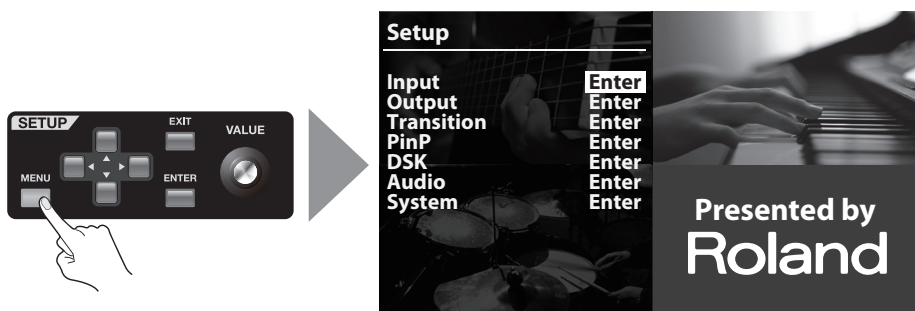 SETUP
EXIT
VALUE
MENU
ENTER
Setup
Input Enter
Output Enter
Transition Enter
PinP Enter
DSK Enter
Audio Enter
System Enter
Presented by
Roland